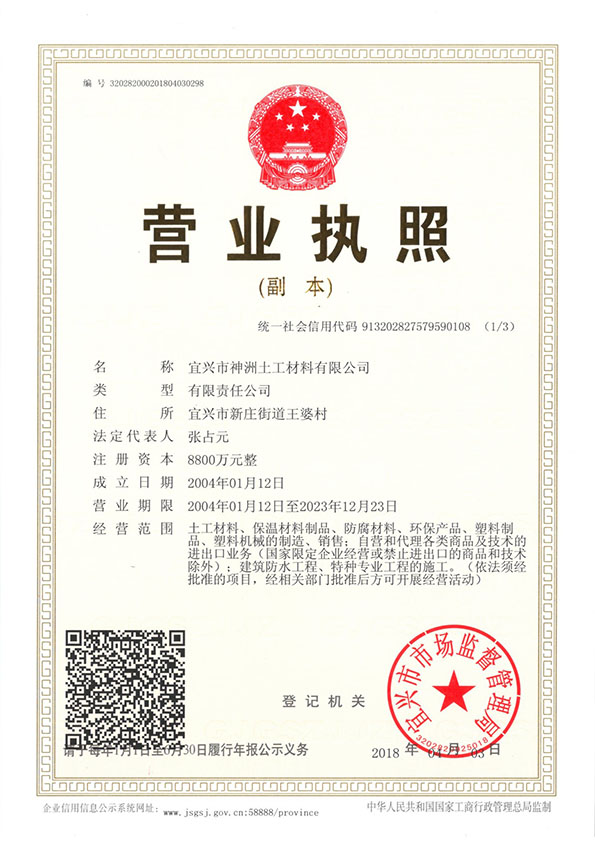 编 号 320282000201804030298
营业执照
(副 本)
统一社会信用代码 913202827579590108 (1/3)
名 称 宜兴市神洲土工材料有限公司
类 型 有限责任公司
住 所 宜兴市新庄街道王婆村
法定代表人 张占元
注册资本 8800万元整
成立日期 2004年01月12日
营业期限 2004年01月12日至2023年12月23日
经营范围 土工材料、保温材料制品、防腐材料、环保产品、塑料制
品、塑料机械的制造、销售；自营和代理各类商品及技术的
进出口业务（国家限定企业经营或禁止进出口的商品和技术
除外）；建筑防水工程、特种专业工程的施工。（依法须经
批准的项目，经相关部门批准后方可开展经营活动）
登记机关
宜兴市市场监督管理局
请于每年1月1日至6月30日履行年报公示义务
2018 年 04月 03日
企业信用信息公示系统网址: www.jsgsj.gov.cn:58888/province
中华人民共和国国家工商行政管理总局监制